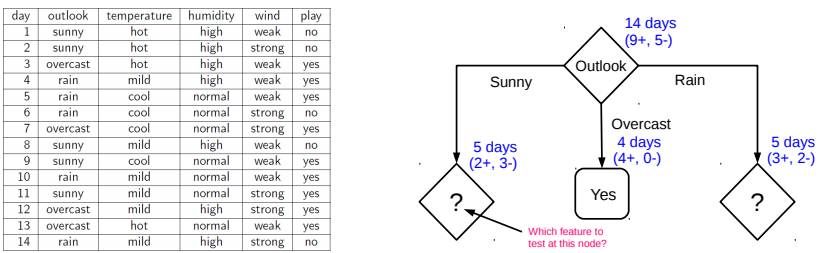 day outlook temperature humidity wind play
1 sunny hot high weak no
2 sunny hot high strong no
3 overcast hot high weak yes
4 rain mild high weak yes
5 rain cool normal weak yes
6 rain cool normal strong no
7 overcast cool normal strong yes
8 sunny mild high weak no
9 sunny cool normal weak yes
10 rain mild normal weak yes
11 sunny mild normal strong yes
12 overcast mild high strong yes
13 overcast hot normal weak yes
14 rain mild high strong no
14 days
(9+, 5-)
Outlook
Sunny
Rain
Overcast
5 days
(2+, 3-)
4 days
(4+, 0-)
5 days
(3+, 2-)
?
Yes
?
Which feature to
test at this node?